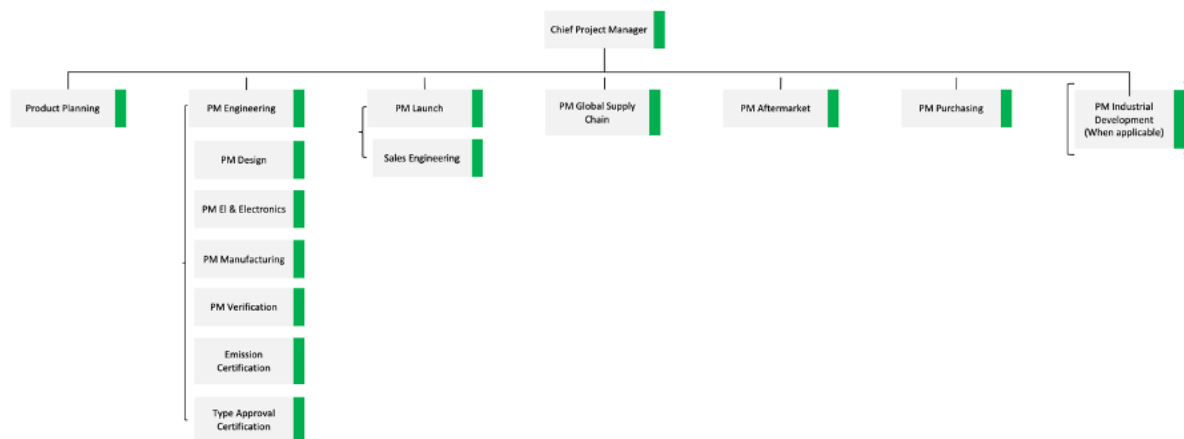 Chief Project Manager
Product Planning
PM Engineering
PM Launch
PM Global Supply
Chain
PM Aftermarket
PM Purchasing
PM Industrial
Development
(When applicable)
PM Design
Sales Engineering
PM El & Electronics
PM Manufacturing
PM Verification
Emission
Certification
Type Approval
Certification